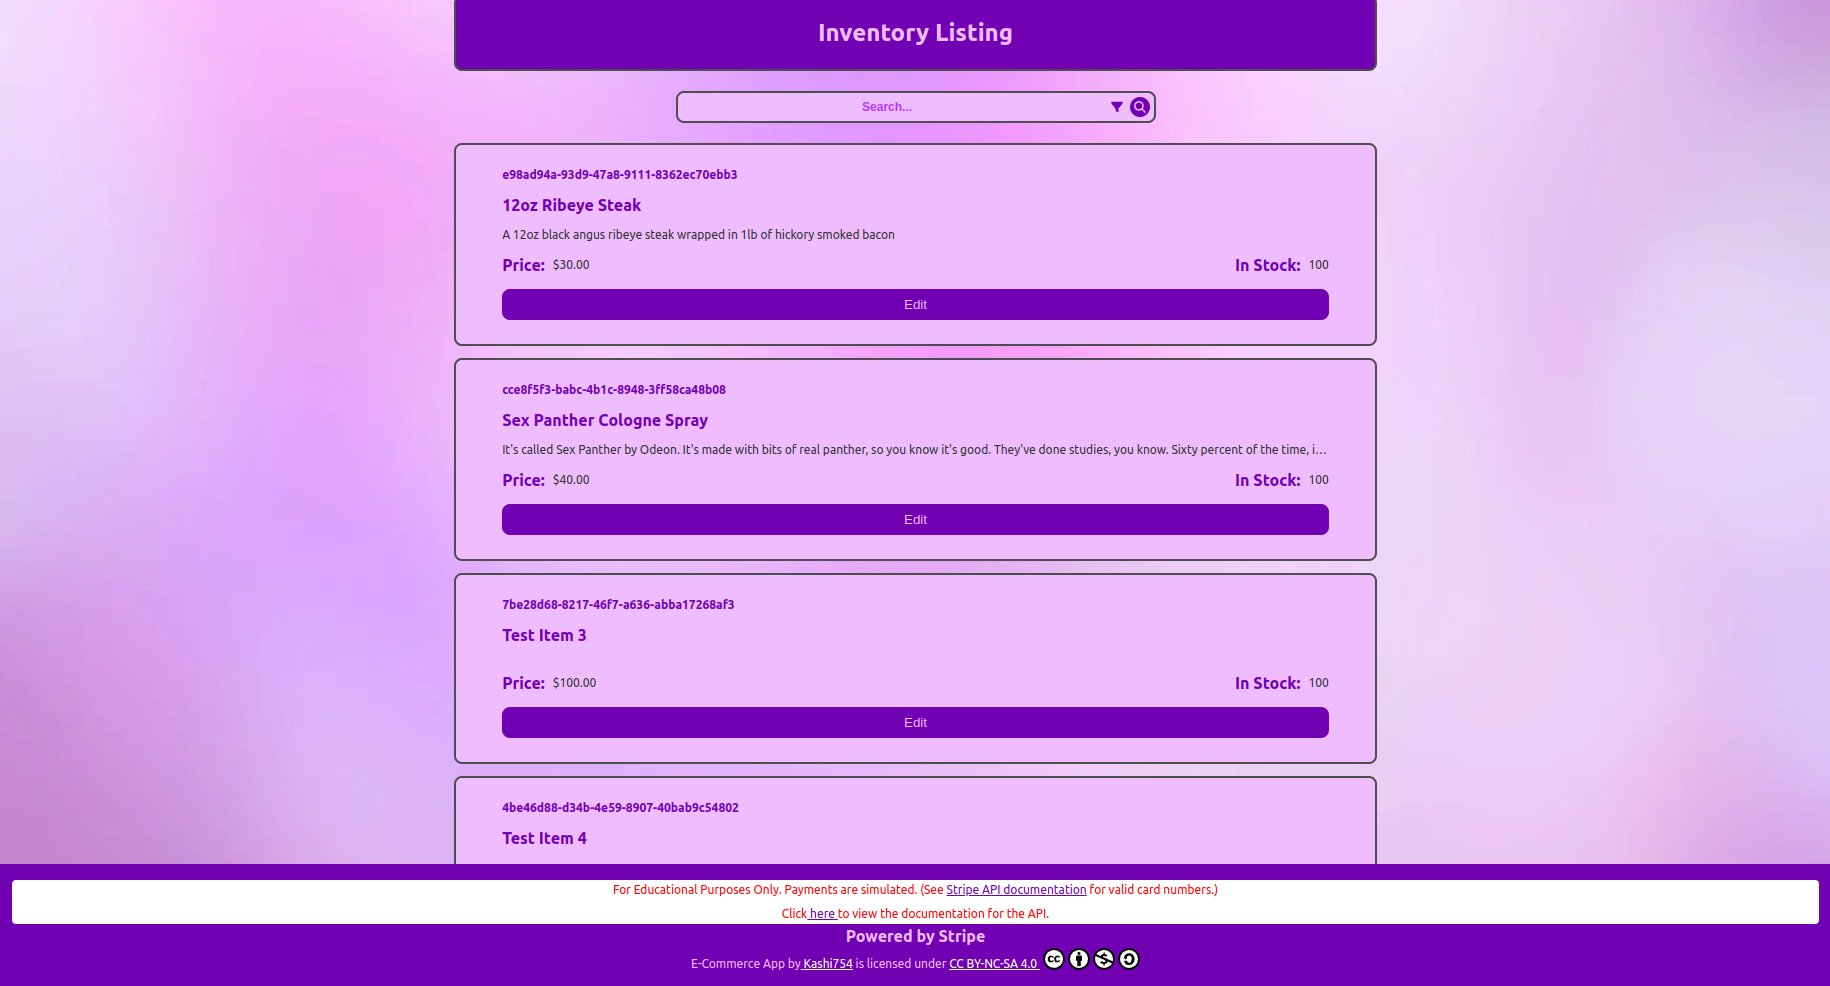 Inventory Listing
Search...
e98ad94a-93d9-47a8-9111-8362ec70ebb3
12oz Ribeye Steak
A 12oz black angus ribeye steak wrapped in 1lb of hickory smoked bacon
Price: $30.00 In Stock: 100
Edit
cce8f5f3-babc-4b1c-8948-3ff58ca48b08
Sex Panther Cologne Spray
It's called Sex Panther by Odeon. It's made with bits of real panther, so you know it's good. They've done studies, you know. Sixty percent of the time, i...
Price: $40.00 In Stock: 100
Edit
7be28d68-8217-46f7-a636-abba17268af3
Test Item 3
Price: $100.00 In Stock: 100
Edit
4be46d88-d34b-4e59-8907-40bab9c54802
Test Item 4
For Educational Purposes Only. Payments are simulated. (See Stripe API documentation for valid card numbers.)
Click here to view the documentation for the API.
Powered by Stripe
E-Commerce App by Kashi754 is licensed under CC BY-NC-SA 4.0